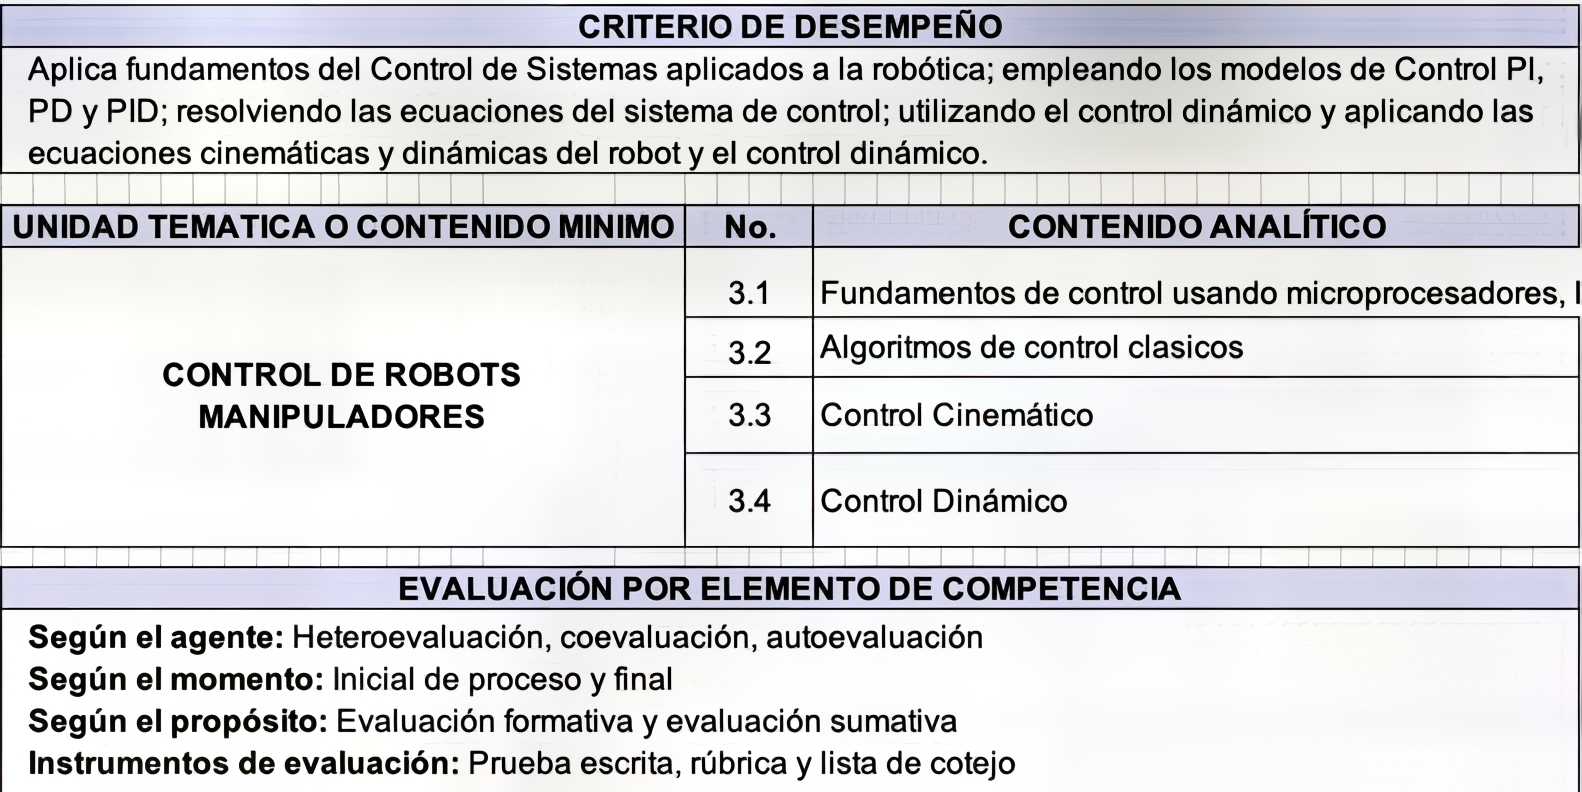 CRITERIO DE DESEMPEÑO
Aplica fundamentos del Control de Sistemas aplicados a la robótica; empleando los modelos de Control PI,
PD y PID; resolviendo las ecuaciones del sistema de control; utilizando el control dinámico y aplicando las
ecuaciones cinemáticas y dinámicas del robot y el control dinámico.
UNIDAD TEMATICA O CONTENIDO MINIMO No. CONTENIDO ANALÍTICO
3.1 Fundamentos de control usando microprocesadores,
3.2 Algoritmos de control clasicos
CONTROL DE ROBOTS
MANIPULADORES
3.3 Control Cinemático
3.4 Control Dinámico
EVALUACIÓN POR ELEMENTO DE COMPETENCIA
Según el agente: Heteroevaluación, coevaluación, autoevaluación
Según el momento: Inicial de proceso y final
Según el propósito: Evaluación formativa y evaluación sumativa
Instrumentos de evaluación: Prueba escrita, rúbrica y lista de cotejo